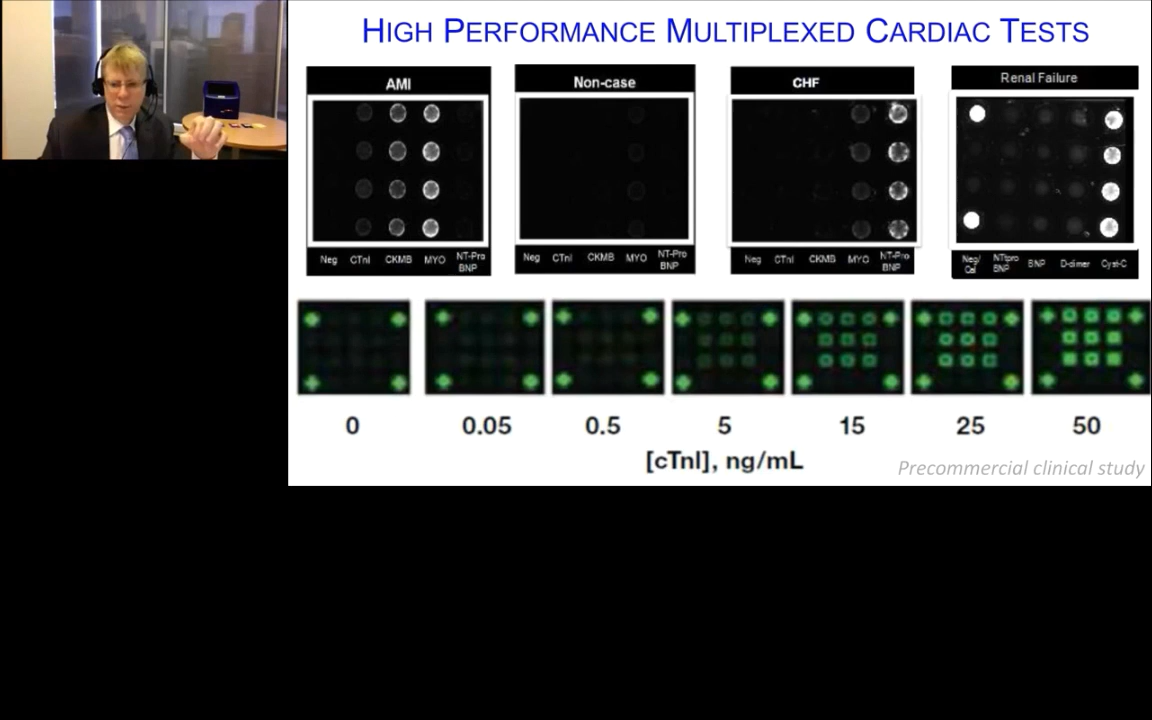 HIGH PERFORMANCE MULTIPLEXED CARDIAC TESTS
AMI
Non-case
CHF
Renal Failure
Neg CTnI CKMB MYO NT-Pro BNP
Neg CTnI CKMB MYO NT-Pro BNP
Neg CTnI CKMB MYO NT-Pro BNP
Neg/ Cal NTpro BNP BNP D-dimer Cyst-C
0 0.05 0.5 5 15 25 50
[cTnI], ng/mL
Precommercial clinical study